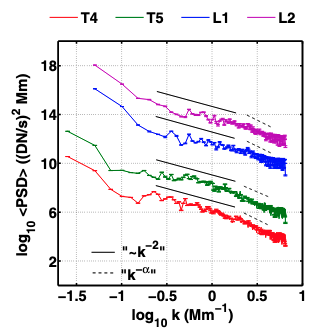 T4 T5 L1 L2
log10 <PSD> ((DN/s)² Mm)
18
14
10
6
2
"~k⁻²"
"k⁻ᵅ"
-1.5 -1 -0.5 0 0.5 1
log10 k (Mm⁻¹)